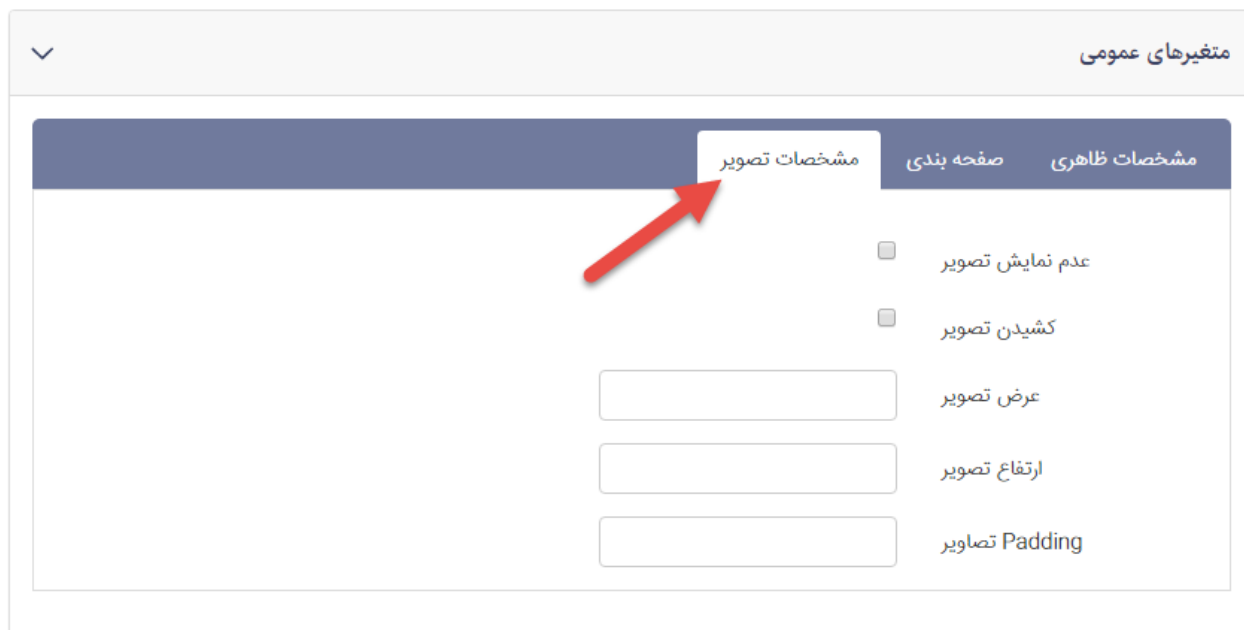 متغیرهای عمومی
مشخصات ظاهری صفحه بندی مشخصات تصویر
عدم نمایش تصویر
کشیدن تصویر
عرض تصویر
ارتفاع تصویر
Padding تصاویر